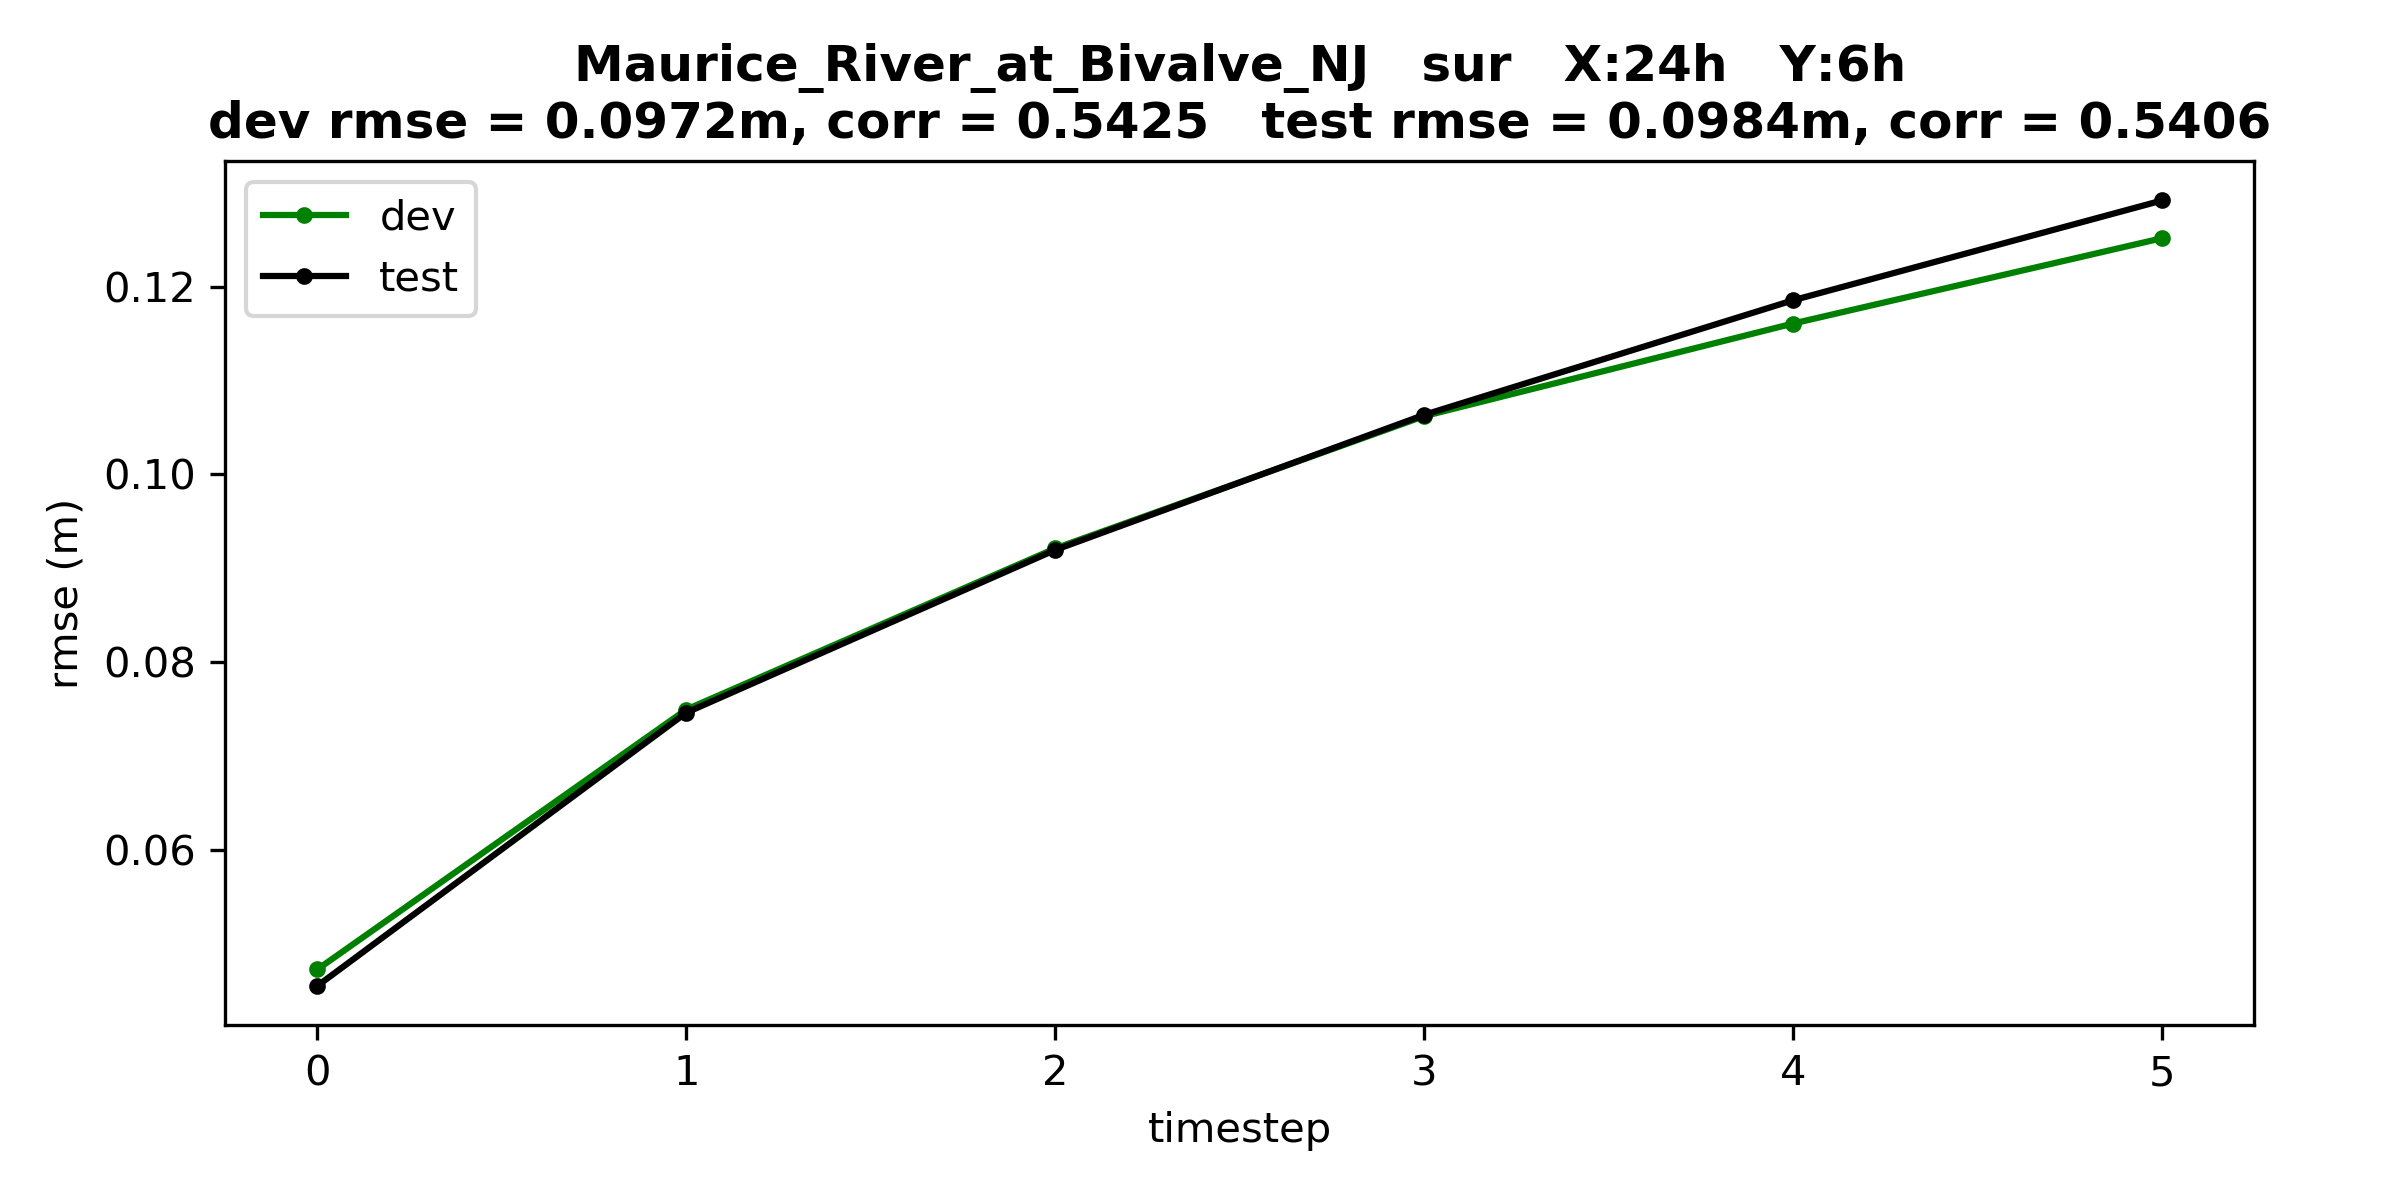 Maurice_River_at_Bivalve_NJ   sur   X:24h   Y:6h
dev rmse = 0.0972m, corr = 0.5425   test rmse = 0.0984m, corr = 0.5406
dev
test
0.12
0.10
0.08
0.06
rmse (m)
0 1 2 3 4 5
timestep